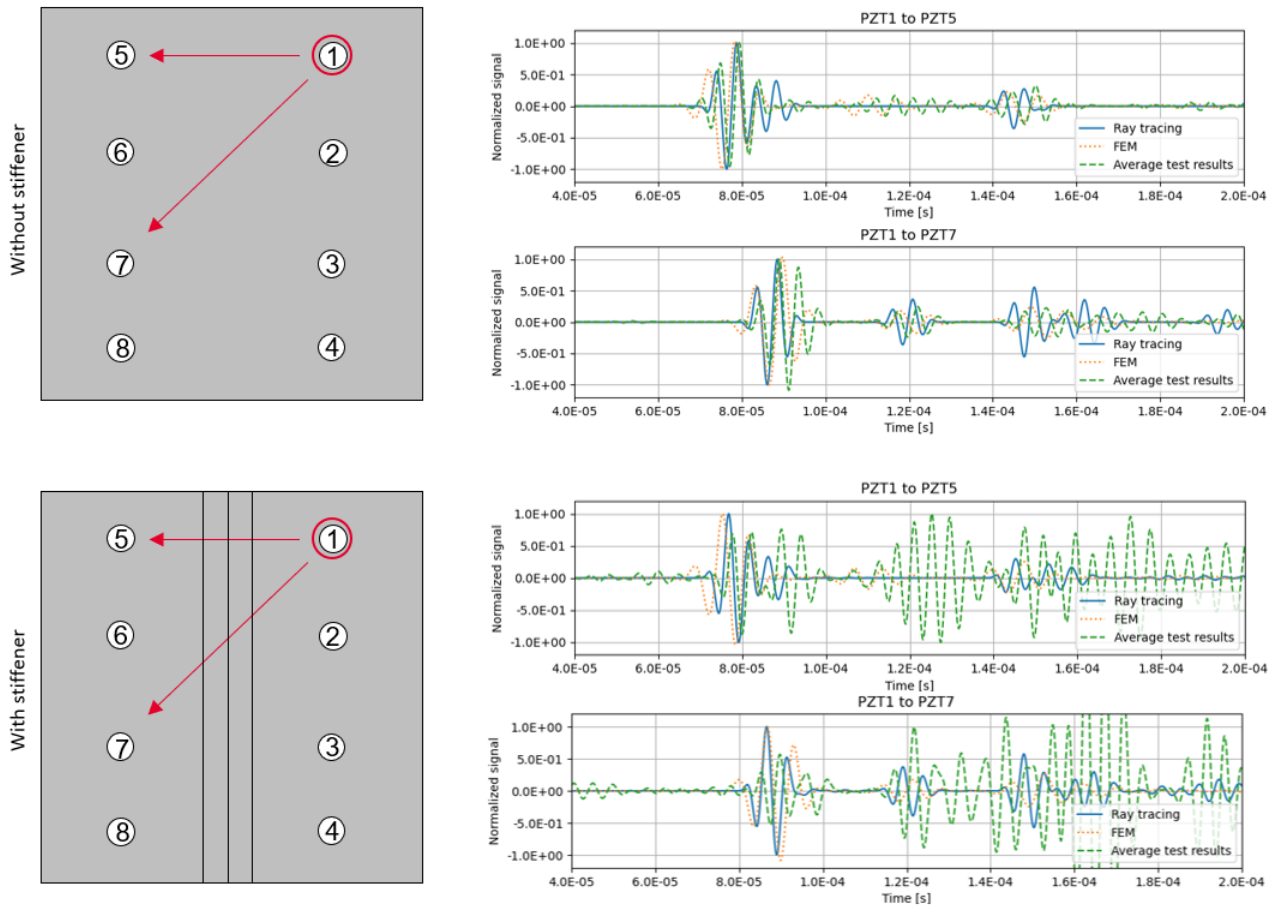 Without stiffener
5
1
6
2
7
3
8
4
PZT1 to PZT5
Normalized signal
1.0E+00
5.0E-01
0.0E+00
-5.0E-01
-1.0E+00
Ray tracing
FEM
Average test results
4.0E-05 6.0E-05 8.0E-05 1.0E-04 1.2E-04 1.4E-04 1.6E-04 1.8E-04 2.0E-04
Time [s]
PZT1 to PZT7
Normalized signal
1.0E+00
5.0E-01
0.0E+00
-5.0E-01
-1.0E+00
Ray tracing
FEM
Average test results
4.0E-05 6.0E-05 8.0E-05 1.0E-04 1.2E-04 1.4E-04 1.6E-04 1.8E-04 2.0E-04
Time [s]
With stiffener
5
1
6
2
7
3
8
4
PZT1 to PZT5
Normalized signal
1.0E+00
5.0E-01
0.0E+00
-5.0E-01
-1.0E+00
Ray tracing
FEM
Average test results
4.0E-05 6.0E-05 8.0E-05 1.0E-04 1.2E-04 1.4E-04 1.6E-04 1.8E-04 2.0E-04
Time [s]
PZT1 to PZT7
Normalized signal
1.0E+00
5.0E-01
0.0E+00
-5.0E-01
-1.0E+00
Ray tracing
FEM
Average test results
4.0E-05 6.0E-05 8.0E-05 1.0E-04 1.2E-04 1.4E-04 1.6E-04 1.8E-04 2.0E-04
Time [s]